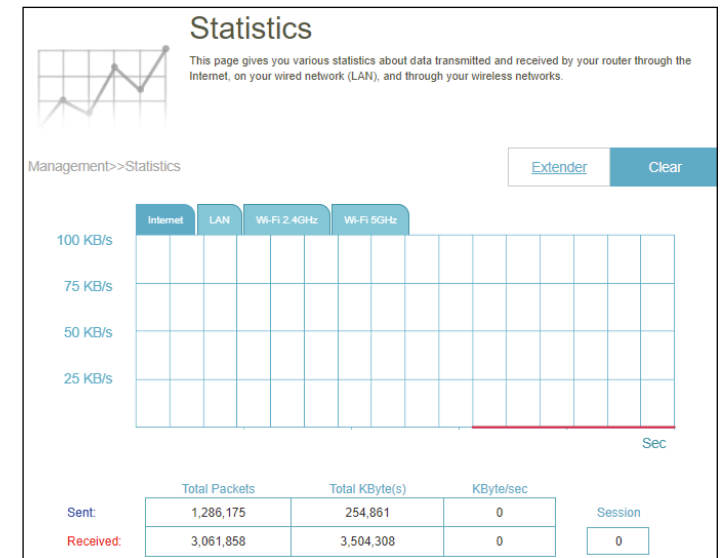 Statistics
This page gives you various statistics about data transmitted and received by your router through the
Internet, on your wired network (LAN), and through your wireless networks.
Management>>Statistics
Extender
Clear
Internet
LAN
Wi-Fi 2.4GHz
Wi-Fi 5GHz
100 KB/s
75 KB/s
50 KB/s
25 KB/s
Sec
Total Packets Total KByte(s) KByte/sec
Sent: 1,286,175 254,861 0 Session
Received: 3,061,858 3,504,308 0 0